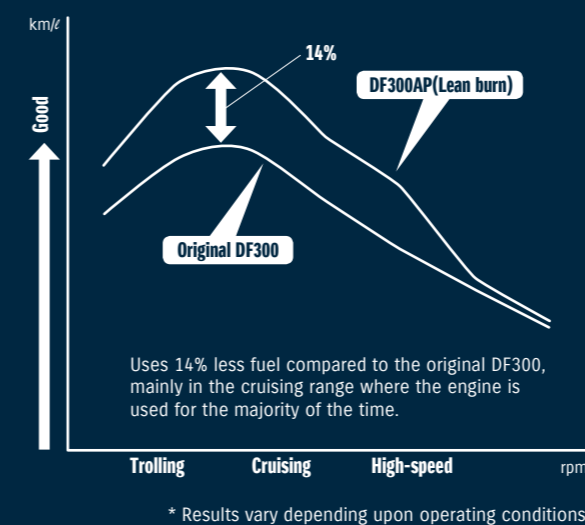 km/ℓ
14%
DF300AP(Lean burn)
Good
Original DF300
Uses 14% less fuel compared to the original DF300,
mainly in the cruising range where the engine is
used for the majority of the time.
Trolling Cruising High-speed rpm
* Results vary depending upon operating conditions